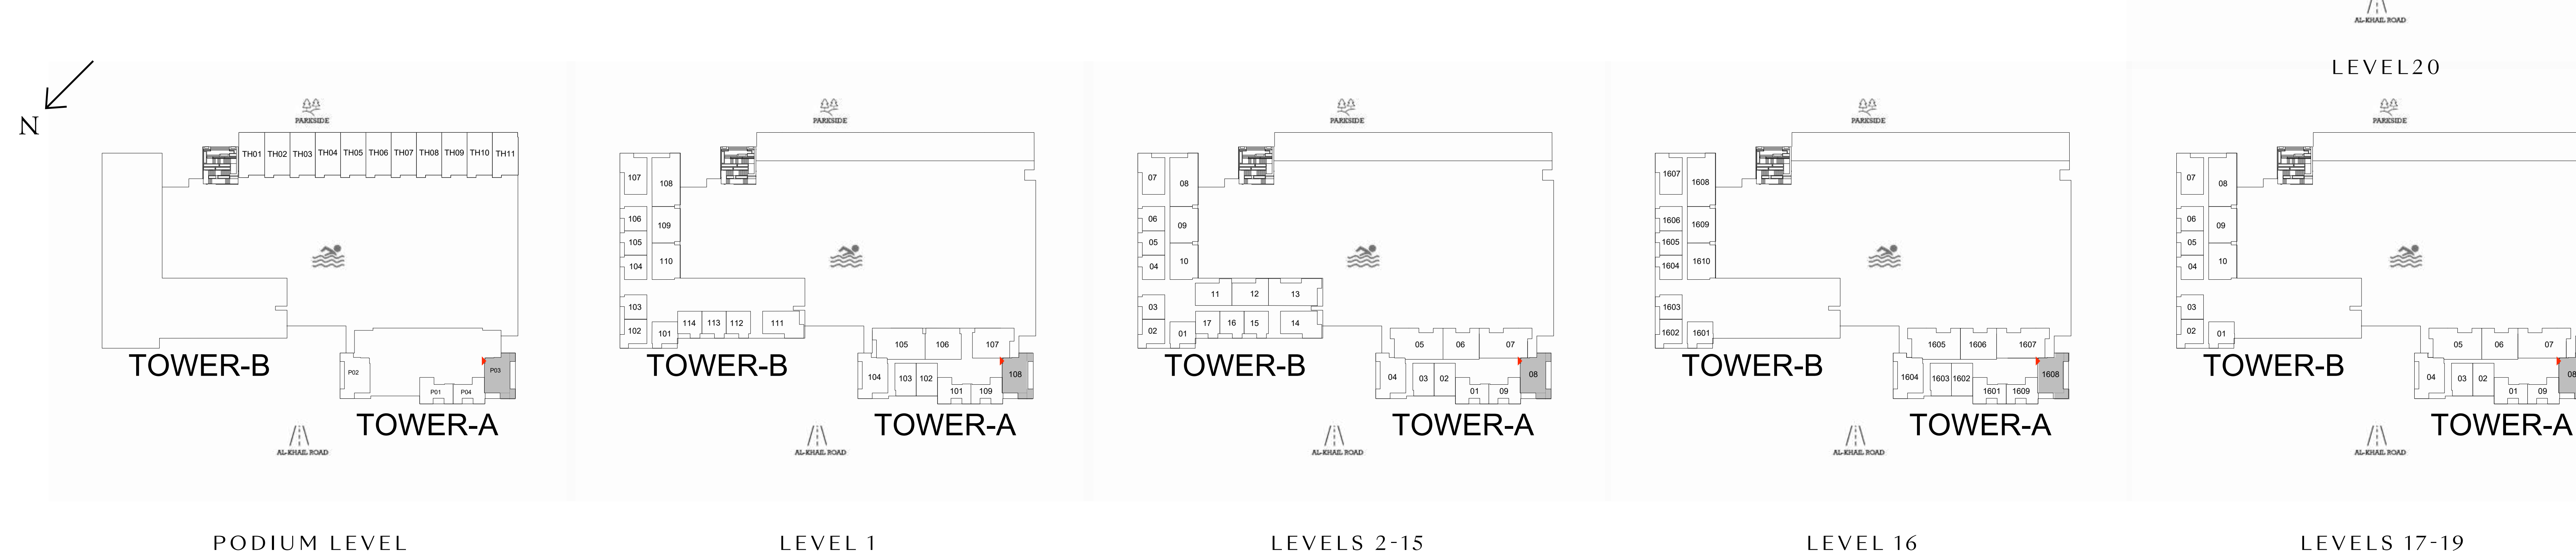 AL-KHAIL ROAD
LEVEL20
N
PARKSIDE
TH01 TH02 TH03 TH04 TH05 TH06 TH07 TH08 TH09 TH10 TH11
P02
P03
P01 P04
TOWER-B
TOWER-A
AL-KHAIL ROAD
PODIUM LEVEL
PARKSIDE
107 108
106 109
105
104 110
103
102 101 114 113 112 111
105 106 107
104 103 102 108
101 109
TOWER-B
TOWER-A
AL-KHAIL ROAD
LEVEL 1
PARKSIDE
07 08
06 09
05
04 10
11 12 13
03
02 01 17 16 15 14
05 06 07
04 03 02 08
01 09
TOWER-B
TOWER-A
AL-KHAIL ROAD
LEVELS 2-15
PARKSIDE
1607 1608
1606 1609
1605
1604 1610
1603
1602 1601
1605 1606 1607
1604 1603 1602 1608
1601 1609
TOWER-B
TOWER-A
AL-KHAIL ROAD
LEVEL 16
PARKSIDE
07 08
06 09
05
04 10
03
02 01
05 06 07
04 03 02 08
01 09
TOWER-B
TOWER-A
AL-KHAIL ROAD
LEVELS 17-19